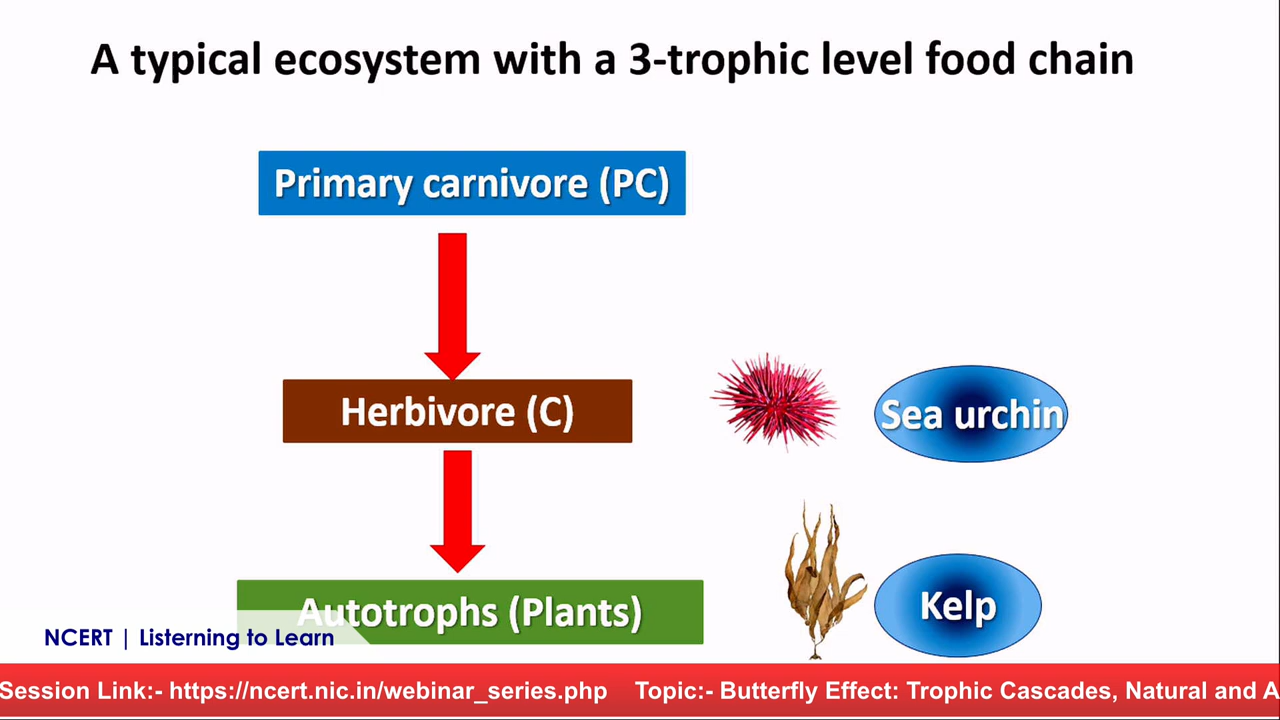 A typical ecosystem with a 3-trophic level food chain
Primary carnivore (PC)
Herbivore (C)
Sea urchin
Autotrophs (Plants)
Kelp
NCERT | Listerning to Learn
Session Link:- https://ncert.nic.in/webinar_series.php Topic:- Butterfly Effect: Trophic Cascades, Natural and A